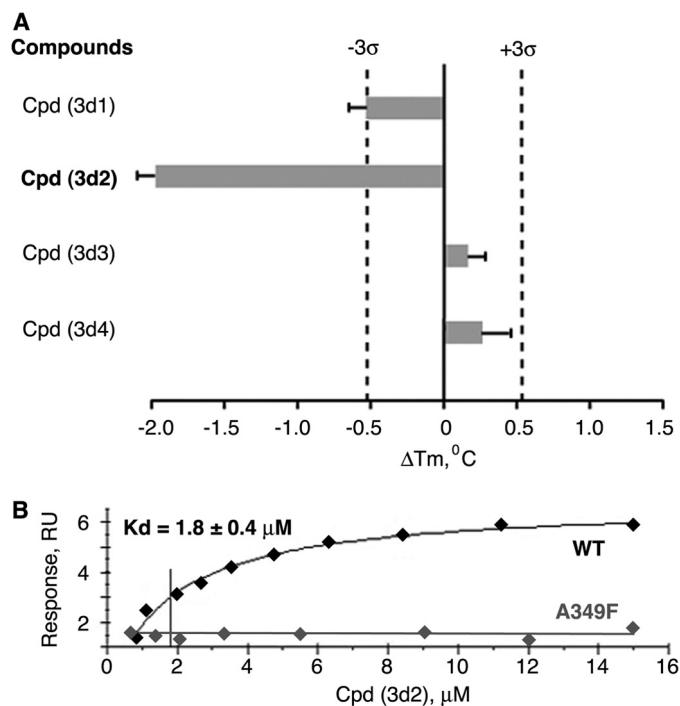 A
Compounds
-3σ
+3σ
Cpd (3d1)
Cpd (3d2)
Cpd (3d3)
Cpd (3d4)
-2.0 -1.5 -1.0 -0.5 0 0.5 1.0 1.5
ΔTm, ⁰C
B
Response, RU
6
4
2
Kd = 1.8 ± 0.4 μM
WT
A349F
0 2 4 6 8 10 12 14 16
Cpd (3d2), μM